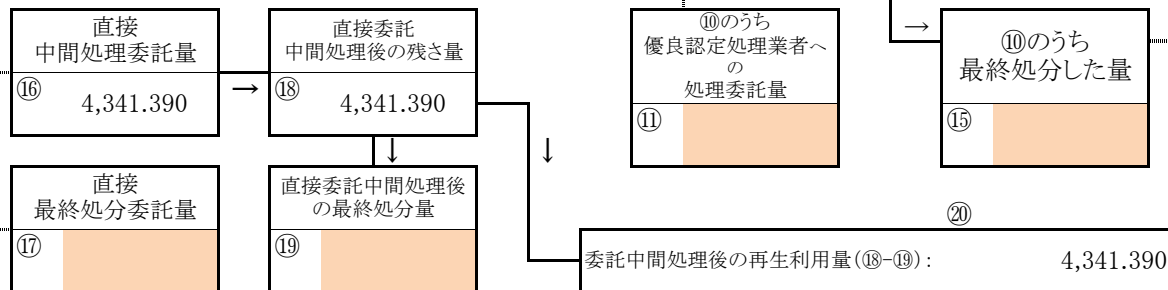 直接
中間処理委託量
⑯
4,341.390
→
直接委託
中間処理後の残さ量
⑱
4,341.390
⑩のうち
優良認定処理業者へ
の
処理委託量
⑪
→
⑩のうち
最終処分した量
⑮
↓
↓
直接
最終処分委託量
⑰
直接委託中間処理後
の最終処分量
⑲
⑳
委託中間処理後の再生利用量(⑱-⑲):
4,341.390